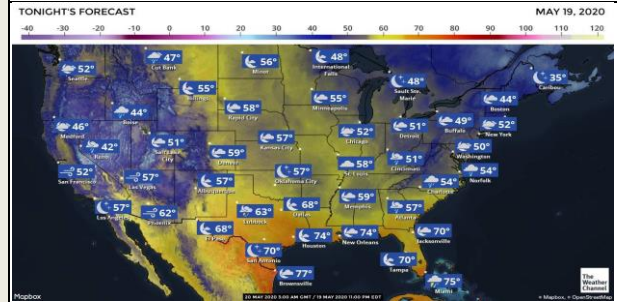 TONIGHT'S FORECAST
MAY 19, 2020
-40 -30 -20 -10 0 10 20 30 40 50 60 70 80 90 100 110 120
52° Seattle
47° Cut Bank
56° Minot
48° International Falls
48° Sault Ste. Marie
35° Caribou
55° Billings
44° Boise
58° Rapid City
55° Minneapolis
44° Boston
46° Medford
42° Reno
51° Salt Lake City
59° Denver
57° Kansas City
52° Chicago
51° Detroit
49° Buffalo
52° New York
52° San Francisco
57° Las Vegas
57° Albuquerque
57° Oklahoma City
58° St. Louis
51° Cincinnati
50° Washington
54° Norfolk
57° Los Angeles
62° Phoenix
68° El Paso
63° Lubbock
68° Dallas
59° Memphis
57° Atlanta
54° Charlotte
70° San Antonio
74° Houston
74° New Orleans
70° Jacksonville
77° Brownsville
70° Tampa
75° Miami
The
Weather
Channel
Mapbox
20 MAY 2020 3:00 AM GMT / 19 MAY 2020 11:00 PM EDT
© Mapbox, © OpenStreetMap